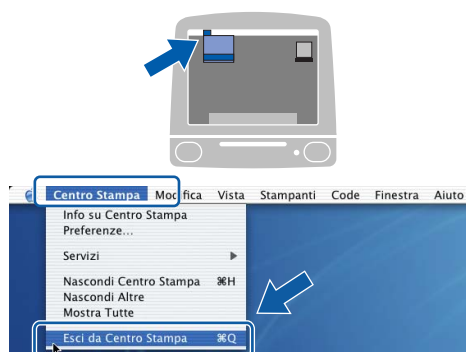 Centro Stampa Modifica Vista Stampanti Code Finestra Aiuto
Info su Centro Stampa
Preferenze...
Servizi ▶
Nascondi Centro Stampa ⌘H
Nascondi Altre
Mostra Tutte
Esci da Centro Stampa ⌘Q